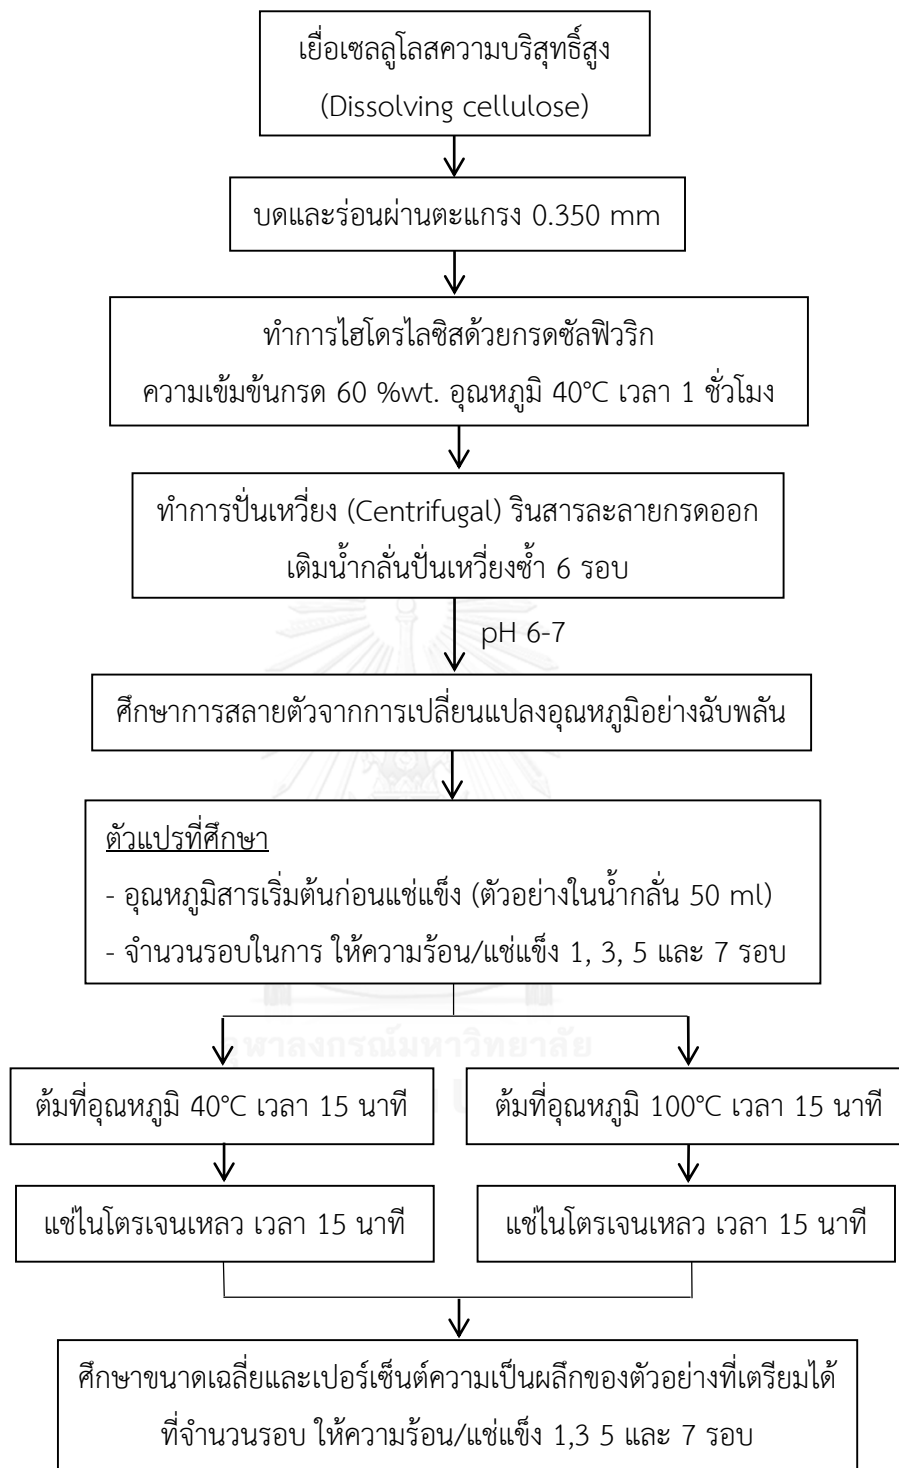 เยื่อเซลลูโลสความบริสุทธิ์สูง
(Dissolving cellulose)
บดและร่อนผ่านตะแกรง 0.350 mm
ทำการไฮโดรไลซิสด้วยกรดซัลฟิวริก
ความเข้มข้นกรด 60 %wt. อุณหภูมิ 40°C เวลา 1 ชั่วโมง
ทำการปั่นเหวี่ยง (Centrifugal) รินสารละลายกรดออก
เติมน้ำกลั่นปั่นเหวี่ยงซ้ำ 6 รอบ
pH 6-7
ศึกษาการสลายตัวจากการเปลี่ยนแปลงอุณหภูมิอย่างฉับพลัน
ตัวแปรที่ศึกษา
- อุณหภูมิสารเริ่มต้นก่อนแช่แข็ง (ตัวอย่างในน้ำกลั่น 50 ml)
- จำนวนรอบในการ ให้ความร้อน/แช่แข็ง 1, 3, 5 และ 7 รอบ
จุฬาลงกรณ์มหาวิทยาลัย
ต้มที่อุณหภูมิ 40°C เวลา 15 นาที
ต้มที่อุณหภูมิ 100°C เวลา 15 นาที
แช่ไนโตรเจนเหลว เวลา 15 นาที
แช่ไนโตรเจนเหลว เวลา 15 นาที
ศึกษาขนาดเฉลี่ยและเปอร์เซ็นต์ความเป็นผลึกของตัวอย่างที่เตรียมได้
ที่จำนวนรอบ ให้ความร้อน/แช่แข็ง 1,3 5 และ 7 รอบ